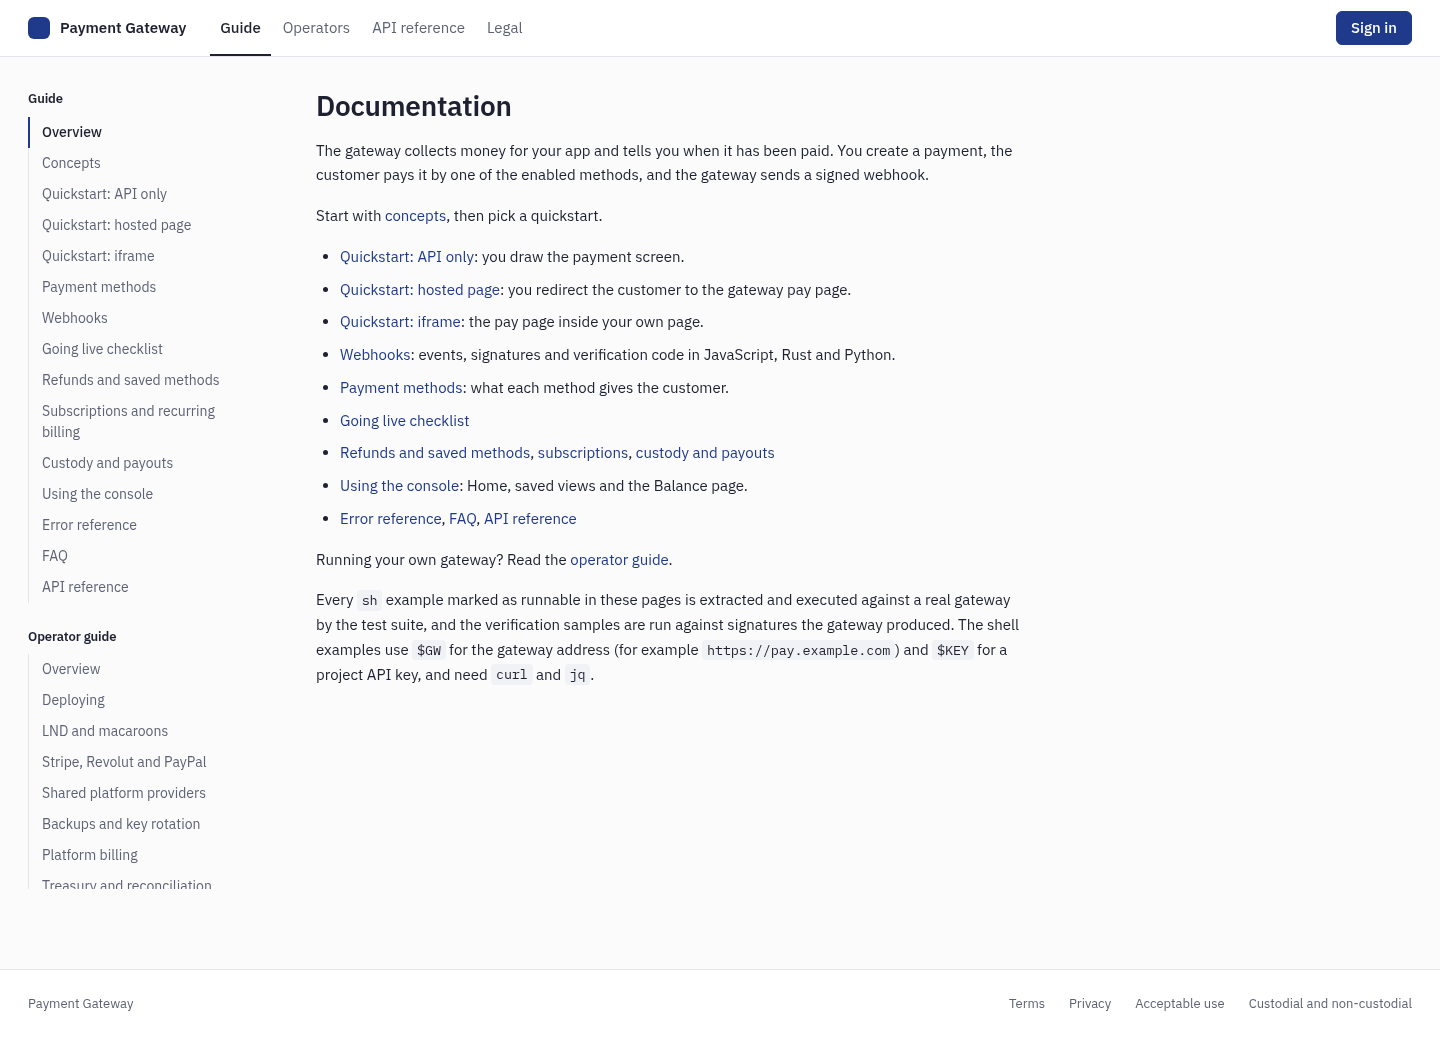 Payment Gateway
Guide
Operators
API reference
Legal
Sign in
Guide
Overview
Concepts
Quickstart: API only
Quickstart: hosted page
Quickstart: iframe
Payment methods
Webhooks
Going live checklist
Refunds and saved methods
Subscriptions and recurring
billing
Custody and payouts
Using the console
Error reference
FAQ
API reference
Operator guide
Overview
Deploying
LND and macaroons
Stripe, Revolut and PayPal
Shared platform providers
Backups and key rotation
Platform billing
Treasury and reconciliation
Documentation
The gateway collects money for your app and tells you when it has been paid. You create a payment, the
customer pays it by one of the enabled methods, and the gateway sends a signed webhook.
Start with concepts, then pick a quickstart.
• Quickstart: API only: you draw the payment screen.
• Quickstart: hosted page: you redirect the customer to the gateway pay page.
• Quickstart: iframe: the pay page inside your own page.
• Webhooks: events, signatures and verification code in JavaScript, Rust and Python.
• Payment methods: what each method gives the customer.
• Going live checklist
• Refunds and saved methods, subscriptions, custody and payouts
• Using the console: Home, saved views and the Balance page.
• Error reference, FAQ, API reference
Running your own gateway? Read the operator guide.
Every sh example marked as runnable in these pages is extracted and executed against a real gateway
by the test suite, and the verification samples are run against signatures the gateway produced. The shell
examples use $GW for the gateway address (for example https://pay.example.com) and $KEY for a
project API key, and need curl and jq.
Payment Gateway
Terms
Privacy
Acceptable use
Custodial and non-custodial